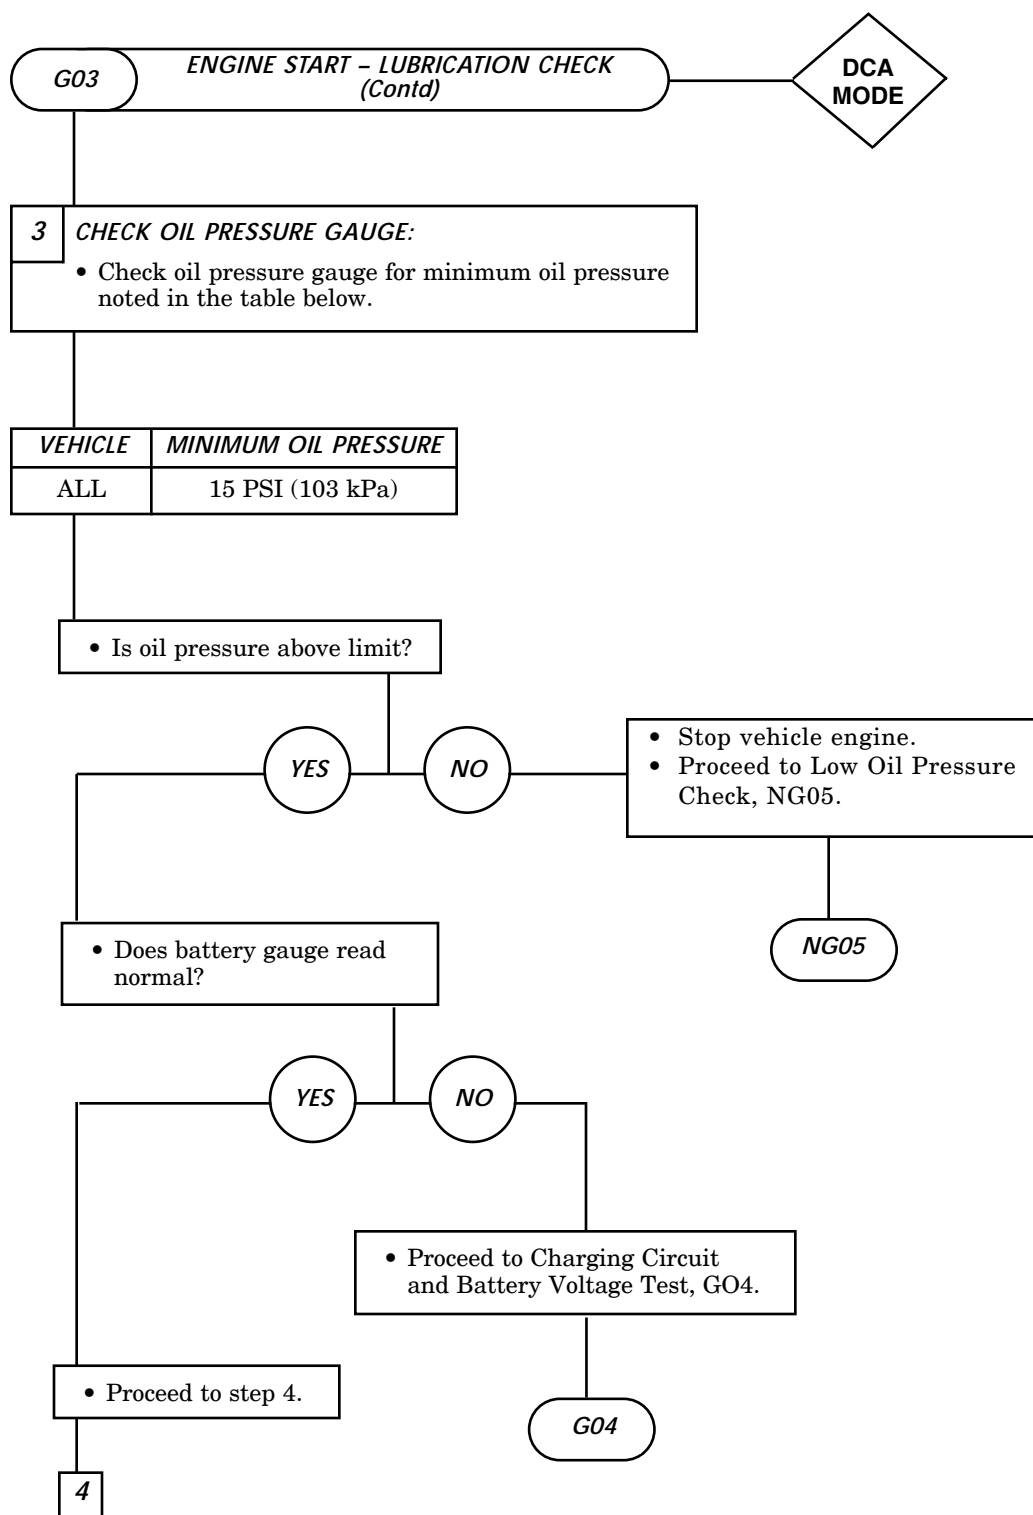 G03
ENGINE START – LUBRICATION CHECK
(Contd)
DCA
MODE
3
CHECK OIL PRESSURE GAUGE:
• Check oil pressure gauge for minimum oil pressure
noted in the table below.
VEHICLE MINIMUM OIL PRESSURE
ALL 15 PSI (103 kPa)
• Is oil pressure above limit?
YES NO
• Stop vehicle engine.
• Proceed to Low Oil Pressure
Check, NG05.
NG05
• Does battery gauge read
normal?
YES NO
• Proceed to Charging Circuit
and Battery Voltage Test, GO4.
G04
• Proceed to step 4.
4